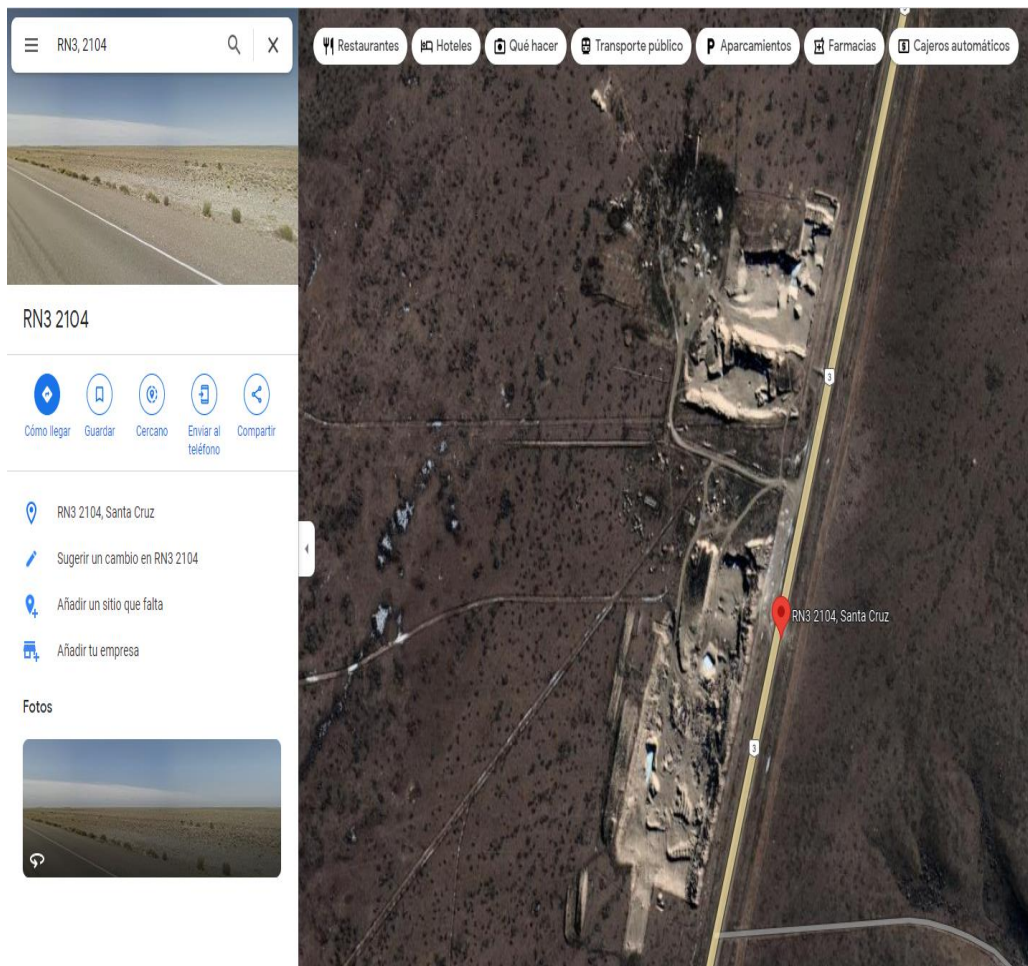 RN3, 2104
Restaurantes
Hoteles
Qué hacer
Transporte público
P Aparcamientos
Farmacias
Cajeros automáticos
RN3 2104
Cómo llegar
Guardar
Cercano
Enviar al
teléfono
Compartir
RN3 2104, Santa Cruz
Sugerir un cambio en RN3 2104
Añadir un sitio que falta
Añadir tu empresa
Fotos
3
RN3 2104, Santa Cruz
3